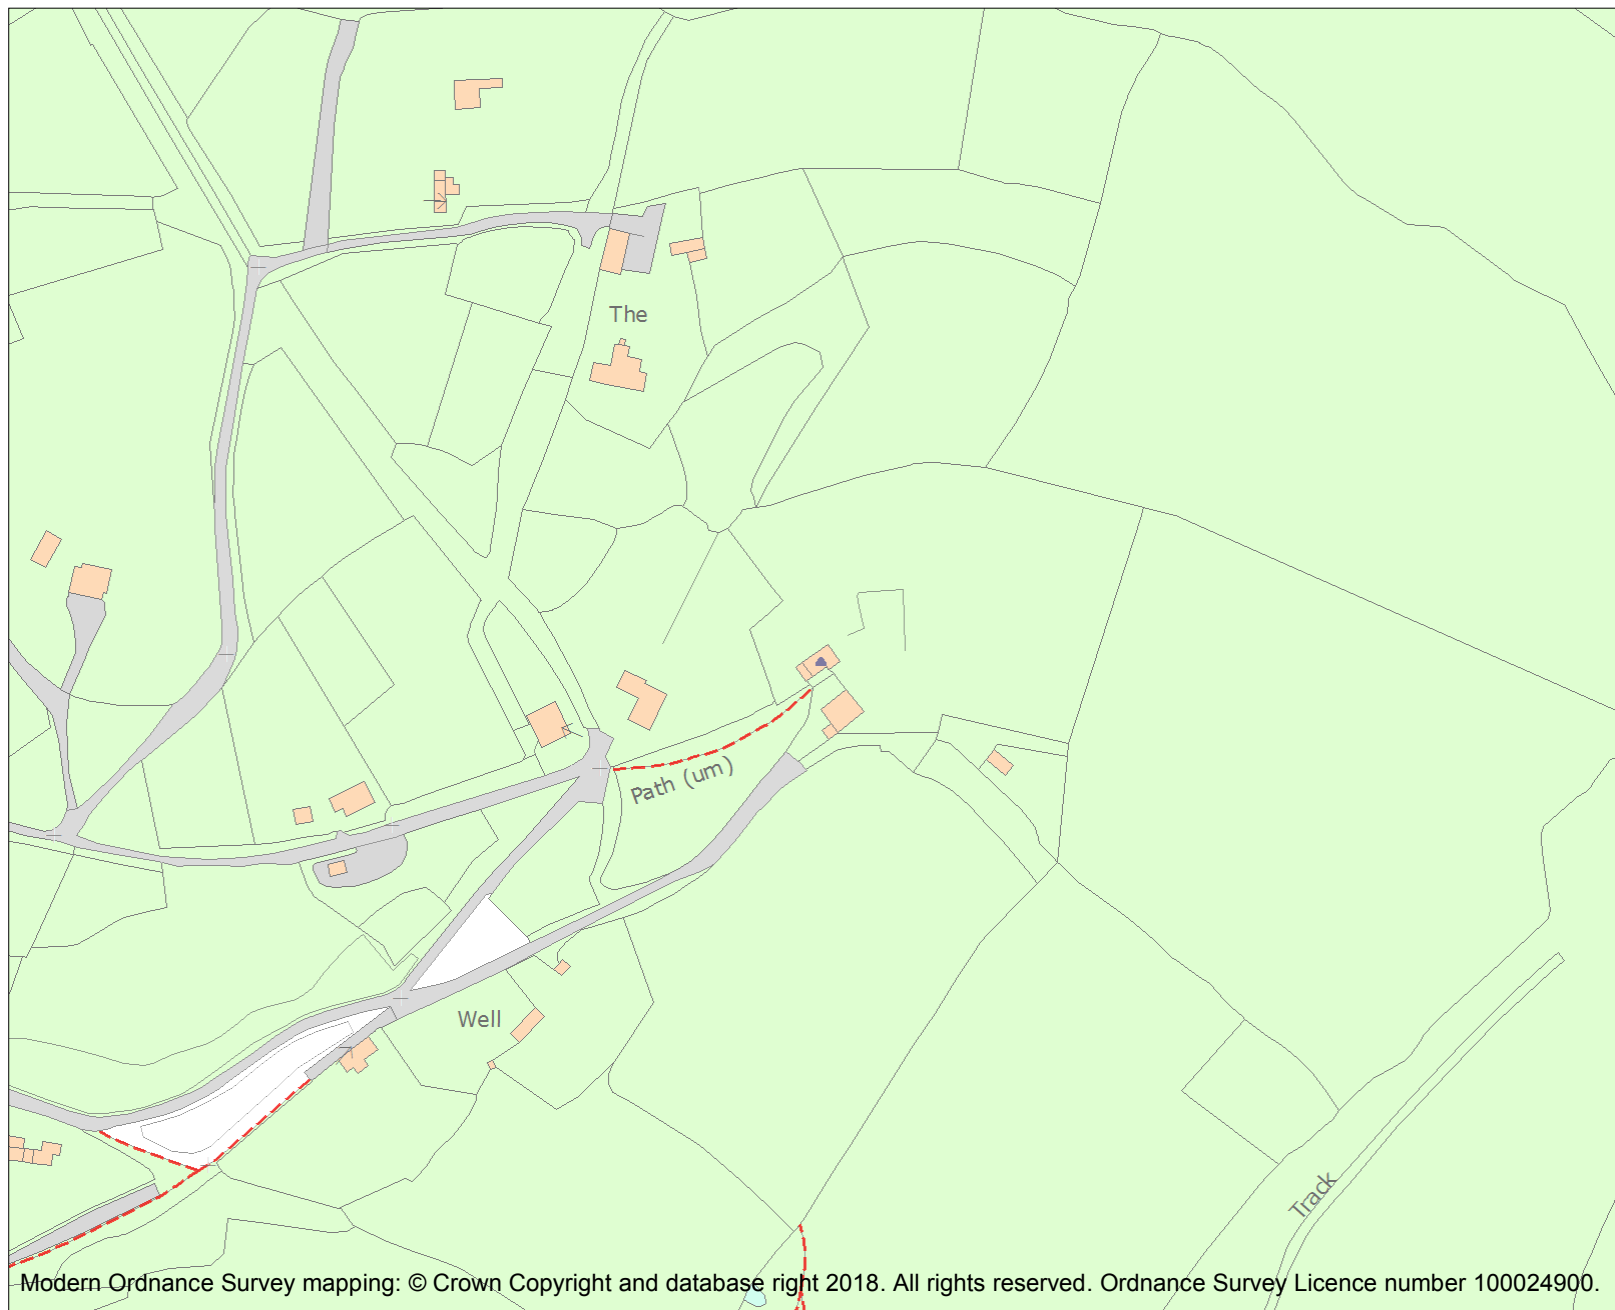 The
Path (um)
Well
Track
Modern Ordnance Survey mapping: © Crown Copyright and database right 2018. All rights reserved. Ordnance Survey Licence number 100024900.